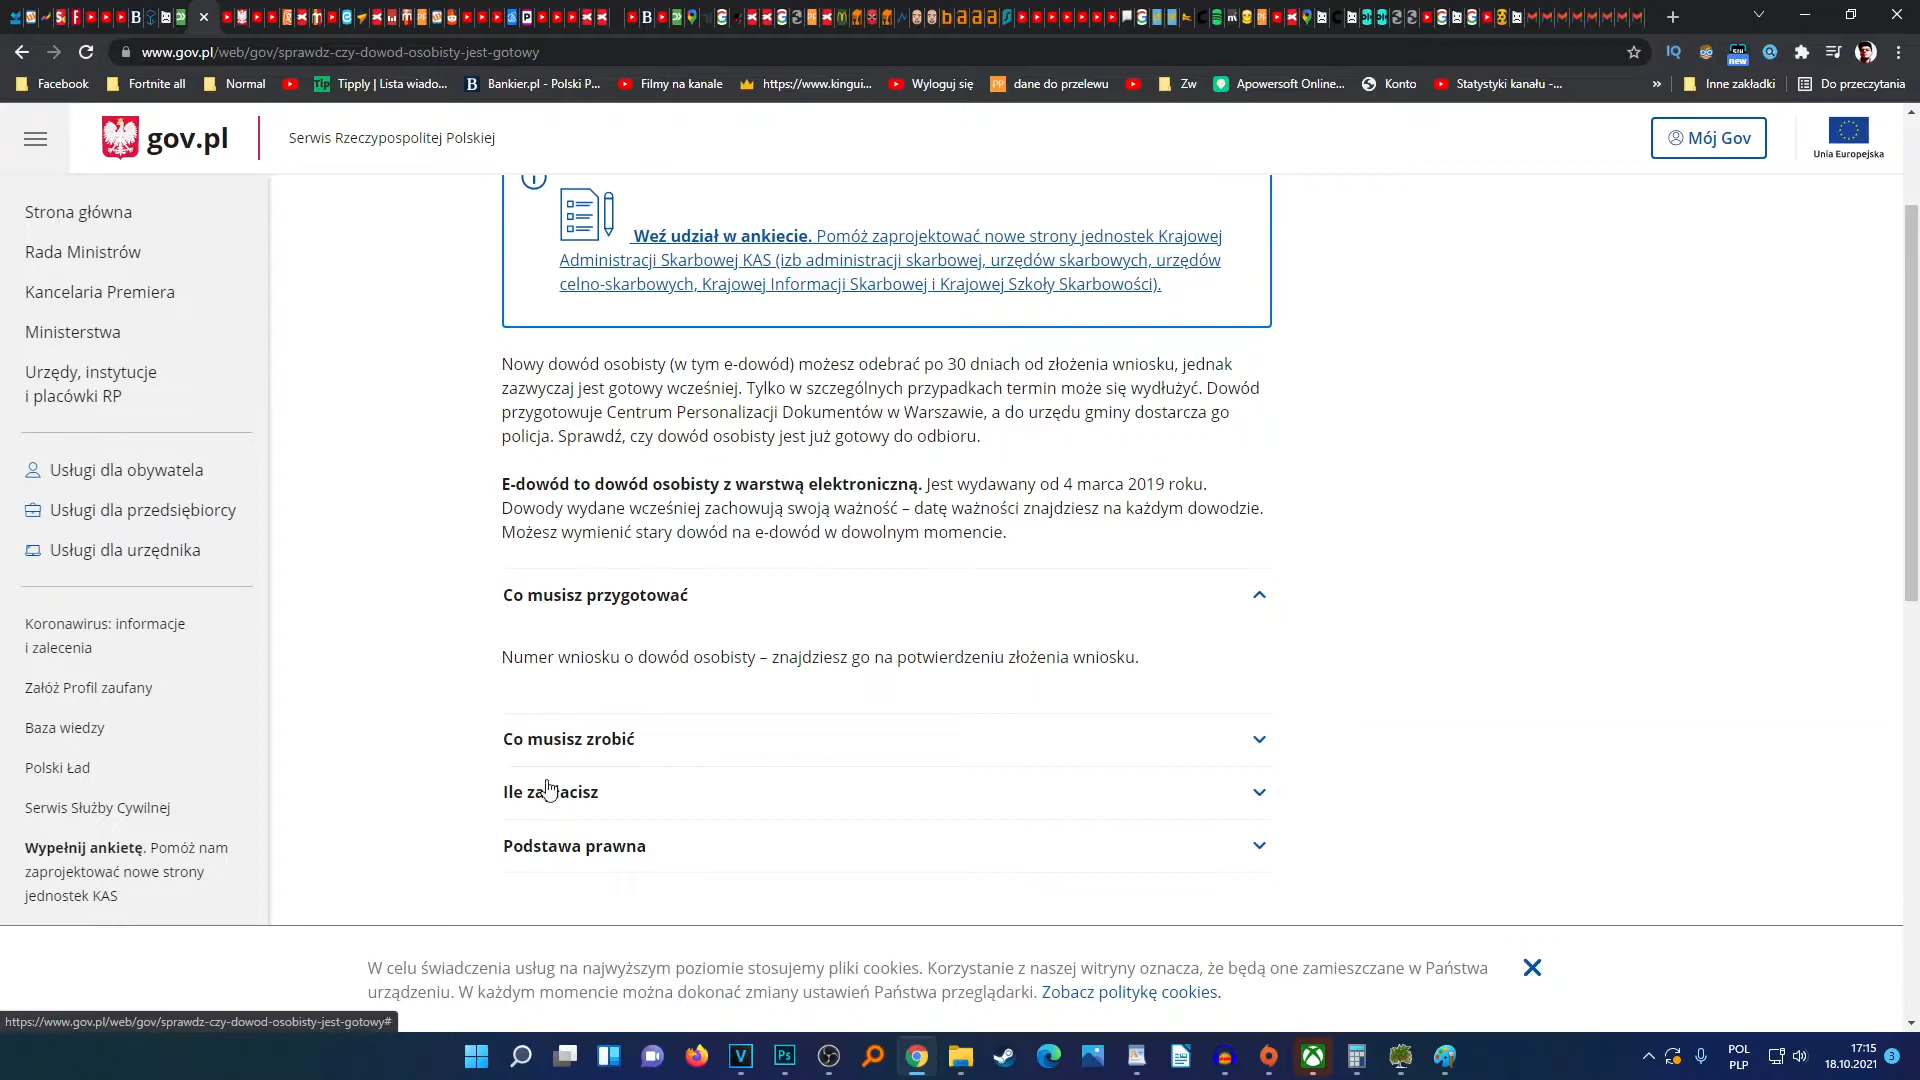 www.gov.pl/web/gov/sprawdz-czy-dowod-osobisty-jest-gotowy
new
Facebook
Fortnite all
Normal
Tipply | Lista wiado...
Bankier.pl - Polski P...
Filmy na kanale
https://www.kingui...
Wyloguj się
dane do przelewu
Zw
Apowersoft Online...
Konto
Statystyki kanału -...
»
Inne zakładki
Do przeczytania
gov.pl
Serwis Rzeczypospolitej Polskiej
Mój Gov
Unia Europejska
Strona główna
Rada Ministrów
Kancelaria Premiera
Ministerstwa
Urzędy, instytucje
i placówki RP
Usługi dla obywatela
Usługi dla przedsiębiorcy
Usługi dla urzędnika
Koronawirus: informacje
i zalecenia
Załóż Profil zaufany
Baza wiedzy
Polski Ład
Serwis Służby Cywilnej
Wypełnij ankietę. Pomóż nam
zaprojektować nowe strony
jednostek KAS
Weź udział w ankiecie. Pomóż zaprojektować nowe strony jednostek Krajowej
Administracji Skarbowej KAS (izb administracji skarbowej, urzędów skarbowych, urzędów
celno-skarbowych, Krajowej Informacji Skarbowej i Krajowej Szkoły Skarbowości).
Nowy dowód osobisty (w tym e-dowód) możesz odebrać po 30 dniach od złożenia wniosku, jednak
zazwyczaj jest gotowy wcześniej. Tylko w szczególnych przypadkach termin może się wydłużyć. Dowód
przygotowuje Centrum Personalizacji Dokumentów w Warszawie, a do urzędu gminy dostarcza go
policja. Sprawdź, czy dowód osobisty jest już gotowy do odbioru.
E-dowód to dowód osobisty z warstwą elektroniczną. Jest wydawany od 4 marca 2019 roku.
Dowody wydane wcześniej zachowują swoją ważność – datę ważności znajdziesz na każdym dowodzie.
Możesz wymienić stary dowód na e-dowód w dowolnym momencie.
Co musisz przygotować
Numer wniosku o dowód osobisty – znajdziesz go na potwierdzeniu złożenia wniosku.
Co musisz zrobić
Ile zapłacisz
Podstawa prawna
W celu świadczenia usług na najwyższym poziomie stosujemy pliki cookies. Korzystanie z naszej witryny oznacza, że będą one zamieszczane w Państwa
urządzeniu. W każdym momencie można dokonać zmiany ustawień Państwa przeglądarki. Zobacz politykę cookies.
https://www.gov.pl/web/gov/sprawdz-czy-dowod-osobisty-jest-gotowy#
POL
PLP
17:15
18.10.2021
3